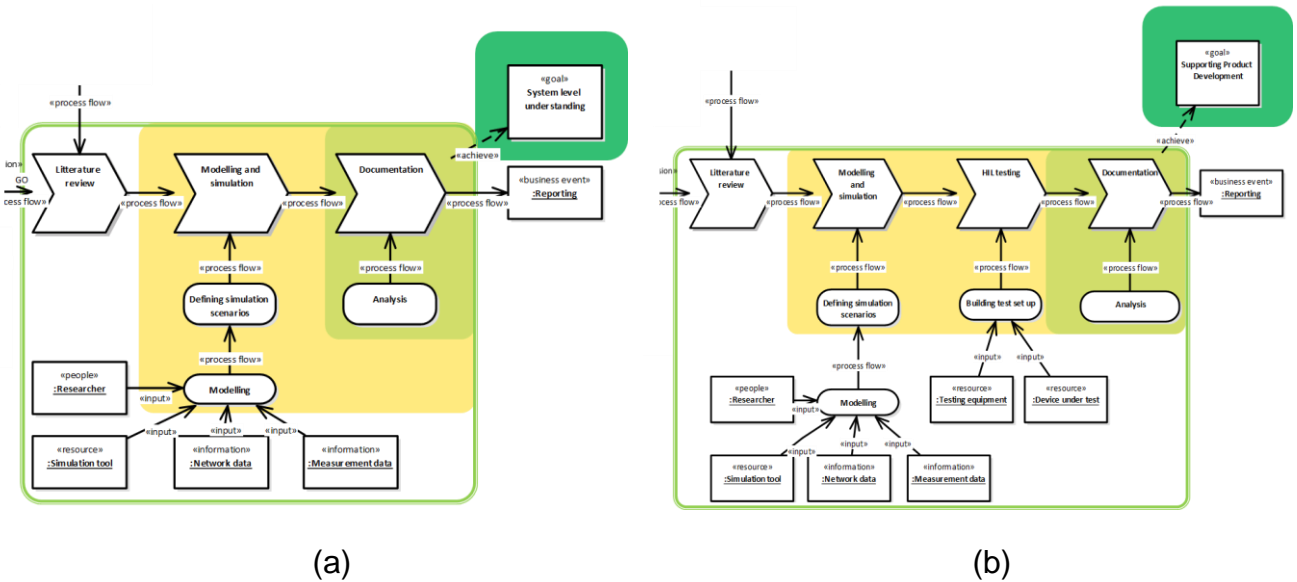 «goal»
System level
understanding
«process flow»
«achieve»
ion»
GO
ocess flow»
Litterature
review
«process flow»
Modelling and
simulation
«process flow»
Documentation
«process flow»
«business event»
:Reporting
«process flow»
«process flow»
Defining simulation
scenarios
Analysis
«process flow»
«people»
:Researcher
«input»
Modelling
«input»
«input»
«input»
«resource»
:Simulation tool
«information»
:Network data
«information»
:Measurement data
(a)
«goal»
Supporting Product
Development
«process flow»
«achieve»
sion»
ocess flow»
Litterature
review
«process flow»
Modelling
and
simulation
«process flow»
HIL testing
«process flow»
Documentation
«process flow»
«business event»
:Reporting
«process flow»
«process flow»
«process flow»
Defining simulation
scenarios
Building test set up
Analysis
«process flow»
«input»
«input»
«people»
:Researcher
«input»
Modelling
«resource»
:Testing equipment
«resource»
:Device under test
«input»
«input»
«input»
«resource»
:Simulation tool
«information»
:Network data
«information»
:Measurement data
(b)